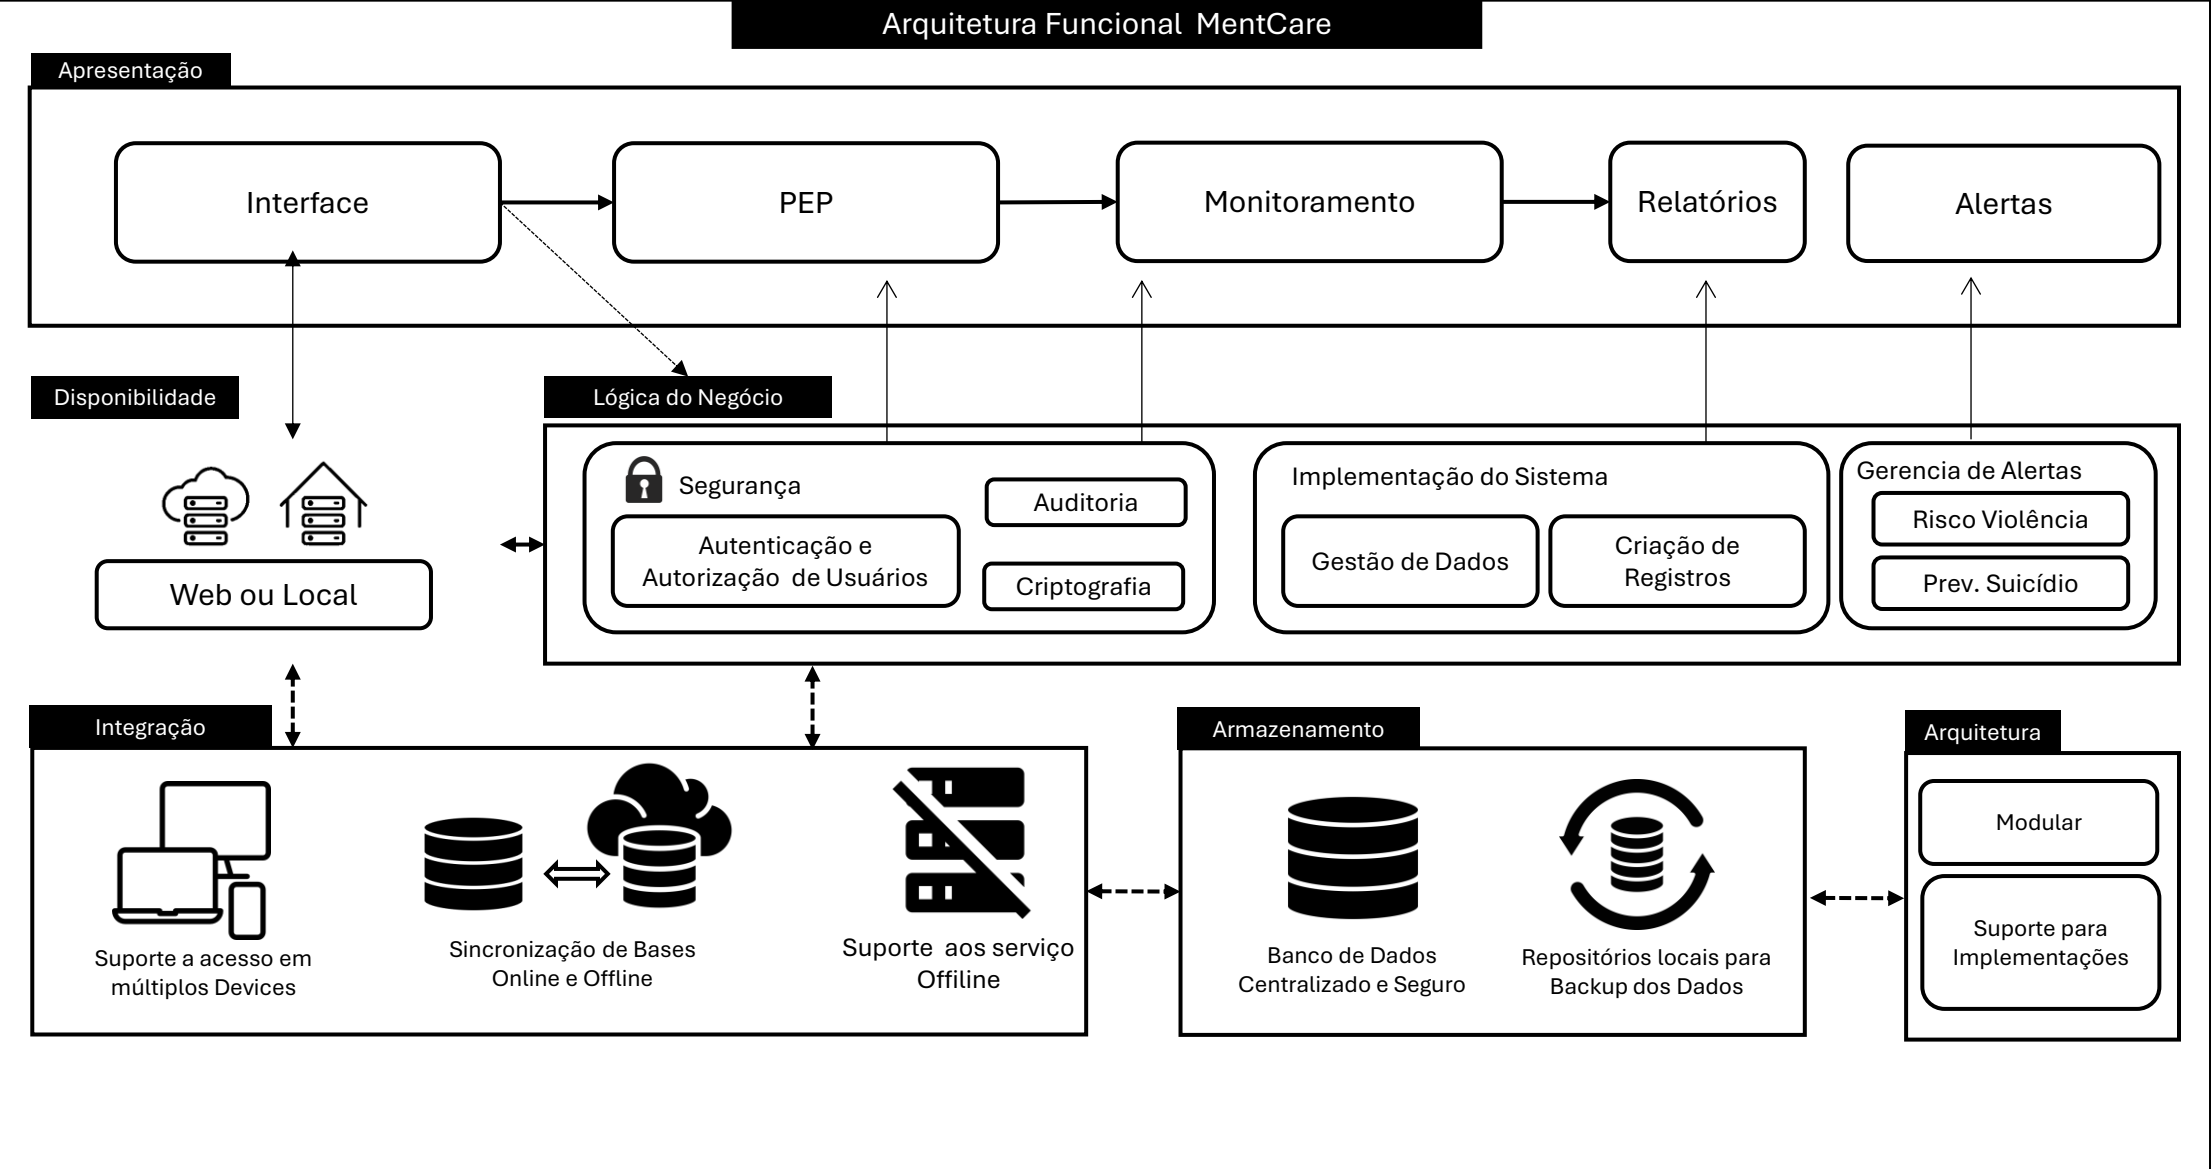 Arquitetura Funcional  MentCare
Apresentação
Interface
PEP
Monitoramento
Relatórios
Alertas
Disponibilidade
Web ou Local
Lógica do Negócio
Segurança
Autenticação e
Autorização  de Usuários
Auditoria
Criptografia
Implementação do Sistema
Gestão de Dados
Criação de
Registros
Gerencia de Alertas
Risco Violência
Prev. Suicídio
Integração
Suporte a acesso em
múltiplos Devices
Sincronização de Bases
Online e Offline
Suporte  aos serviço
Offiline
Armazenamento
Banco de Dados
Centralizado e Seguro
Repositórios locais para
Backup dos Dados
Arquitetura
Modular
Suporte para
Implementações